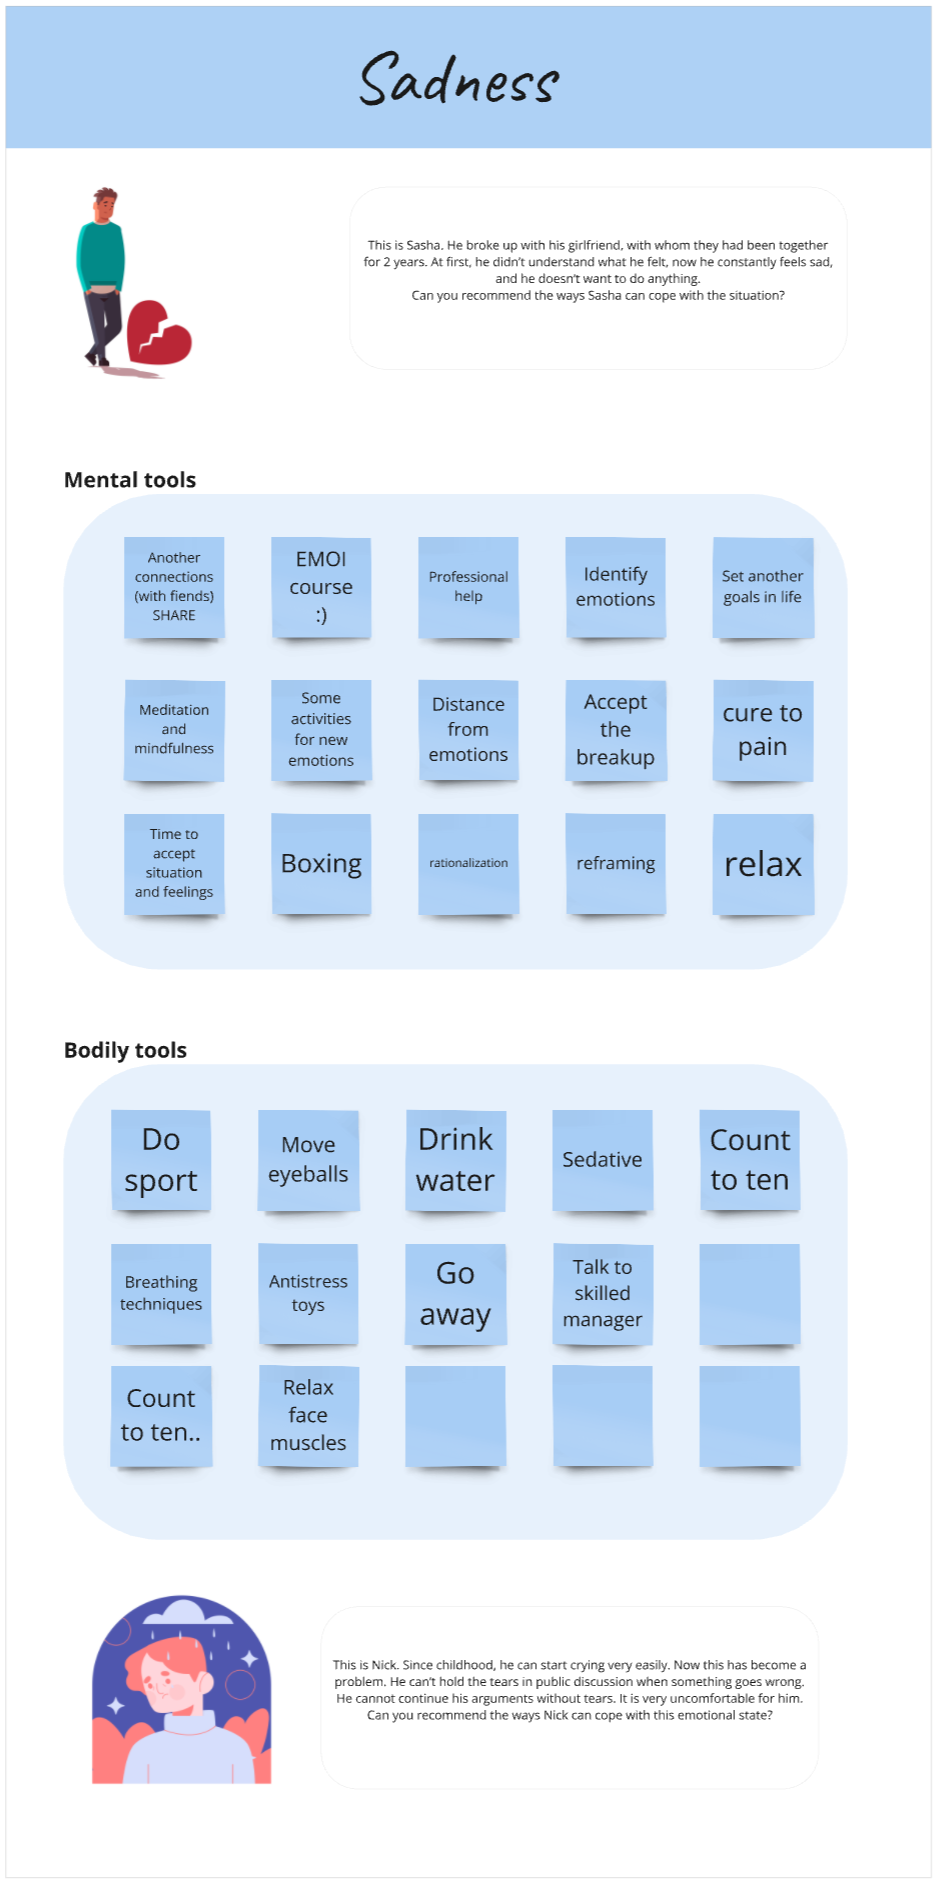 Sadness
This is Sasha. He broke up with his girlfriend, with whom they had been together
for 2 years. At first, he didn't understand what he felt, now he constantly feels sad,
and he doesn't want to do anything.
Can you recommend the ways Sasha can cope with the situation?
Mental tools
Another
connections
(with fiends)
SHARE
EMOI
course
:)
Professional
help
Identify
emotions
Set another
goals in life
Meditation
and
mindfulness
Some
activities
for new
emotions
Distance
from
emotions
Accept
the
breakup
cure to
pain
Time to
accept
situation
and feelings
Boxing
rationalization
reframing
relax
Bodily tools
Do
sport
Move
eyeballs
Drink
water
Sedative
Count
to ten
Breathing
techniques
Antistress
toys
Go
away
Talk to
skilled
manager
Count
to ten..
Relax
face
muscles
This is Nick. Since childhood, he can start crying very easily. Now this has become a
problem. He can't hold the tears in public discussion when something goes wrong.
He cannot continue his arguments without tears. It is very uncomfortable for him.
Can you recommend the ways Nick can cope with this emotional state?